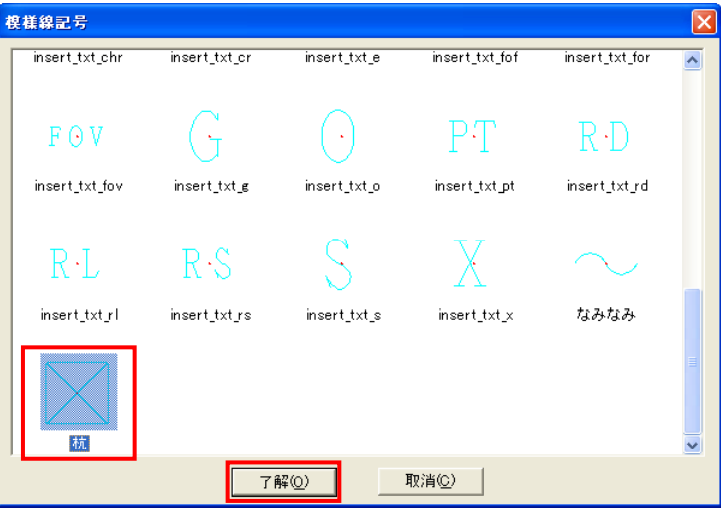 模様線記号
insert_txt_chr insert_txt_cr insert_txt_e insert_txt_fof insert_txt_for
FOV G O PT RD
insert_txt_fov insert_txt_g insert_txt_o insert_txt_pt insert_txt_rd
RL RS S X
insert_txt_rl insert_txt_rs insert_txt_s insert_txt_x なみなみ
杭
了解(O) 取消(C)